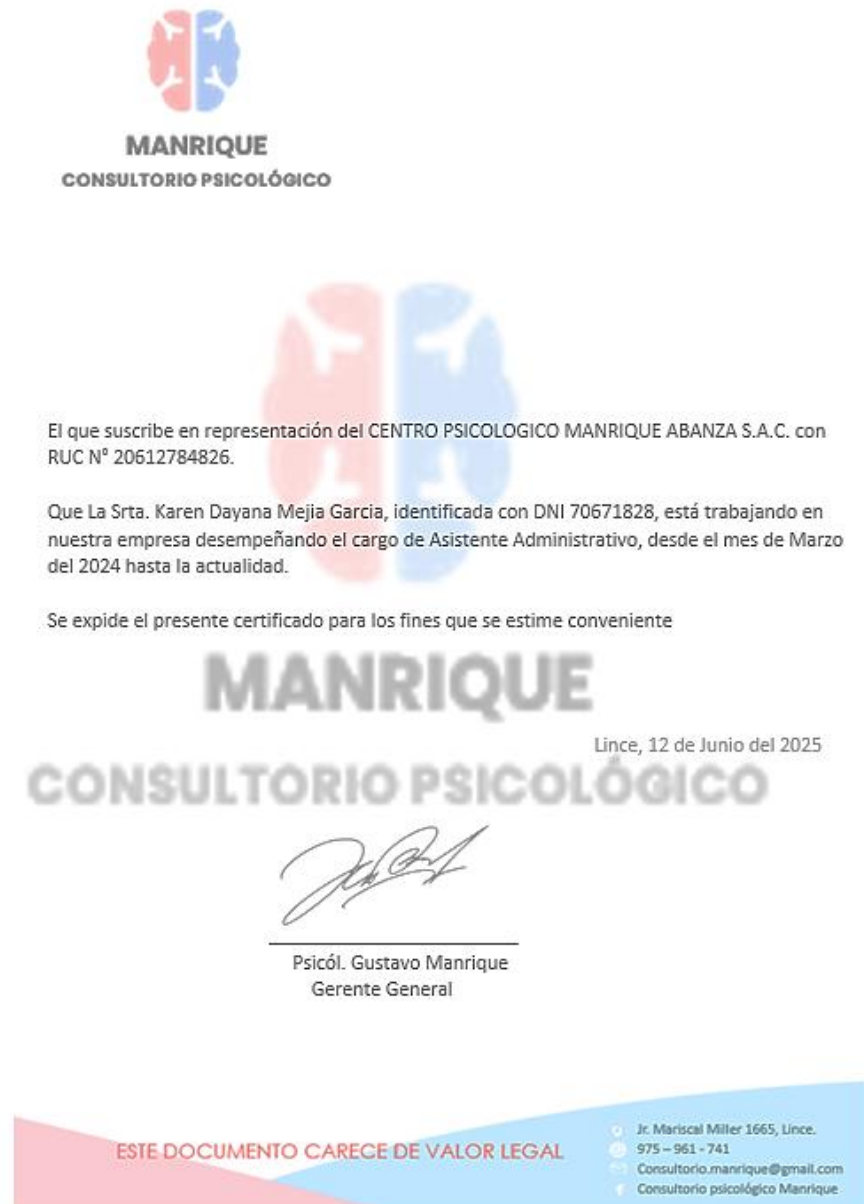 MANRIQUE
CONSULTORIO PSICOLÓGICO
El que suscribe en representación del CENTRO PSICOLOGICO MANRIQUE ABANZA S.A.C. con
RUC Nº 20612784826.
Que La Srta. Karen Dayana Mejia Garcia, identificada con DNI 70671828, está trabajando en
nuestra empresa desempeñando el cargo de Asistente Administrativo, desde el mes de Marzo
del 2024 hasta la actualidad.
Se expide el presente certificado para los fines que se estime conveniente
MANRIQUE
Lince, 12 de Junio del 2025
CONSULTORIO PSICOLÓGICO
Psicól. Gustavo Manrique
Gerente General
ESTE DOCUMENTO CARECE DE VALOR LEGAL
Jr. Mariscal Miller 1665, Lince.
975 – 961 - 741
Consultorio.manrique@gmail.com
Consultorio psicológico Manrique